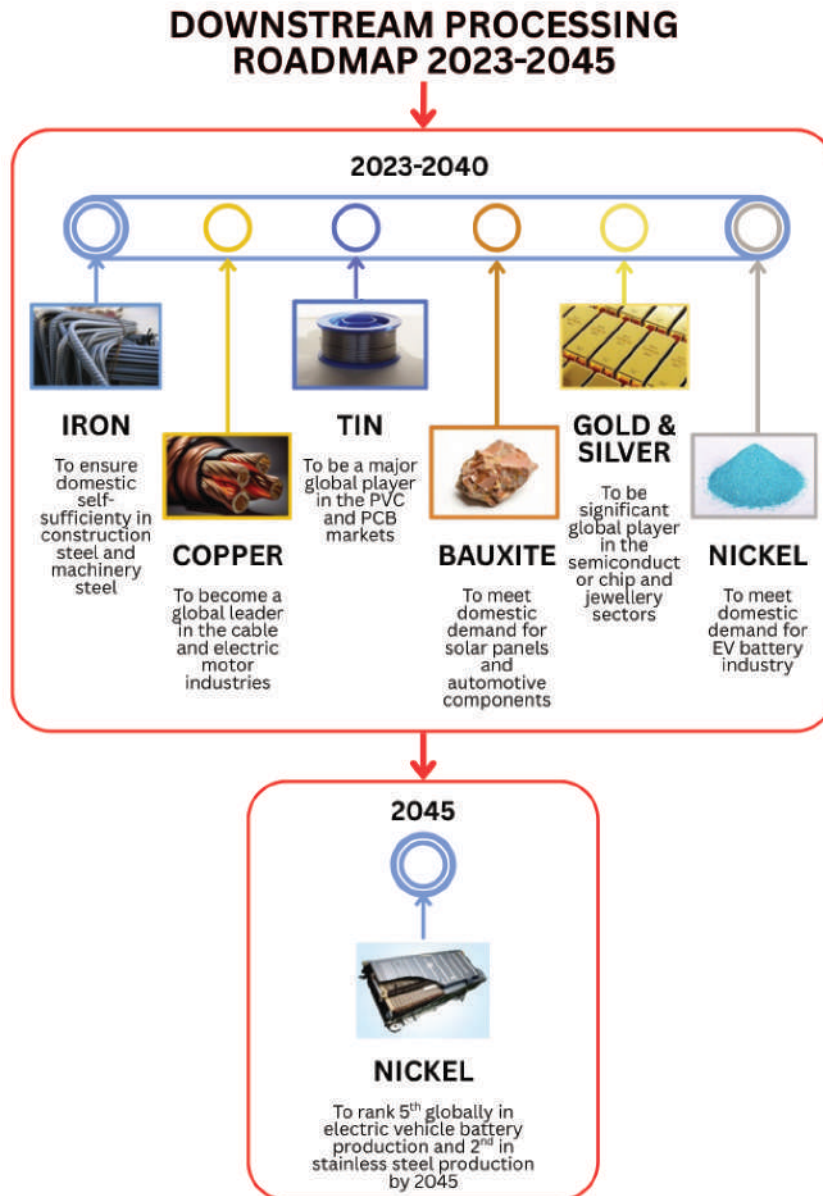 DOWNSTREAM PROCESSING
ROADMAP 2023-2045
2023-2040
IRON
To ensure
domestic
self-
sufficienty in
construction
steel and
machinery
steel
COPPER
To become a
global leader
in the cable
and electric
motor
industries
TIN
To be a major
global player
in the PVC
and PCB
markets
BAUXITE
To meet
domestic
demand for
solar panels
and
automotive
components
GOLD &
SILVER
To be
significant
global player
in the
semiconduct
or chip and
jewellery
sectors
NICKEL
To meet
domestic
demand for
EV battery
industry
2045
NICKEL
To rank 5th globally in
electric vehicle battery
production and 2nd in
stainless steel production
by 2045